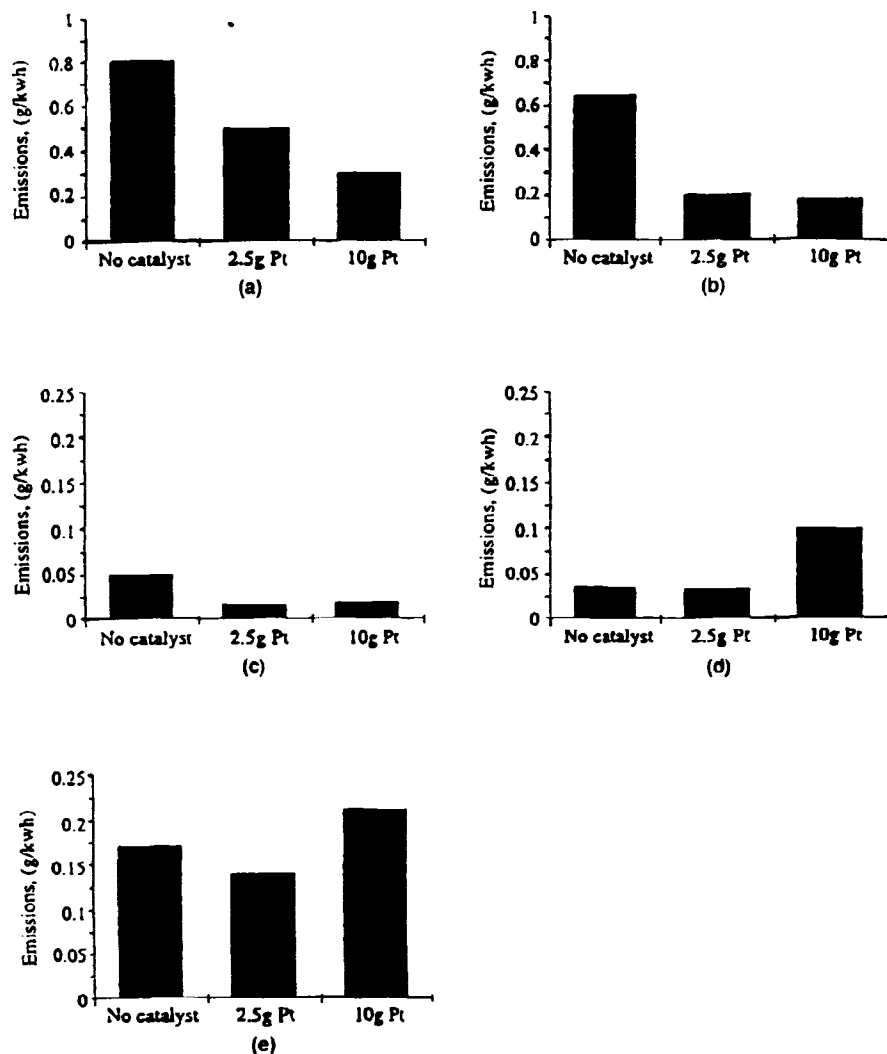 Emissions, (g/kwh)
1
0.8
0.6
0.4
0.2
0
No catalyst 2.5g Pt 10g Pt
(a)
Emissions, (g/kwh)
1
0.8
0.6
0.4
0.2
0
No catalyst 2.5g Pt 10g Pt
(b)
Emissions, (g/kwh)
0.25
0.2
0.15
0.1
0.05
0
No catalyst 2.5g Pt 10g Pt
(c)
Emissions, (g/kwh)
0.25
0.2
0.15
0.1
0.05
0
No catalyst 2.5g Pt 10g Pt
(d)
Emissions, (g/kwh)
0.25
0.2
0.15
0.1
0.05
0
No catalyst 2.5g Pt 10g Pt
(e)